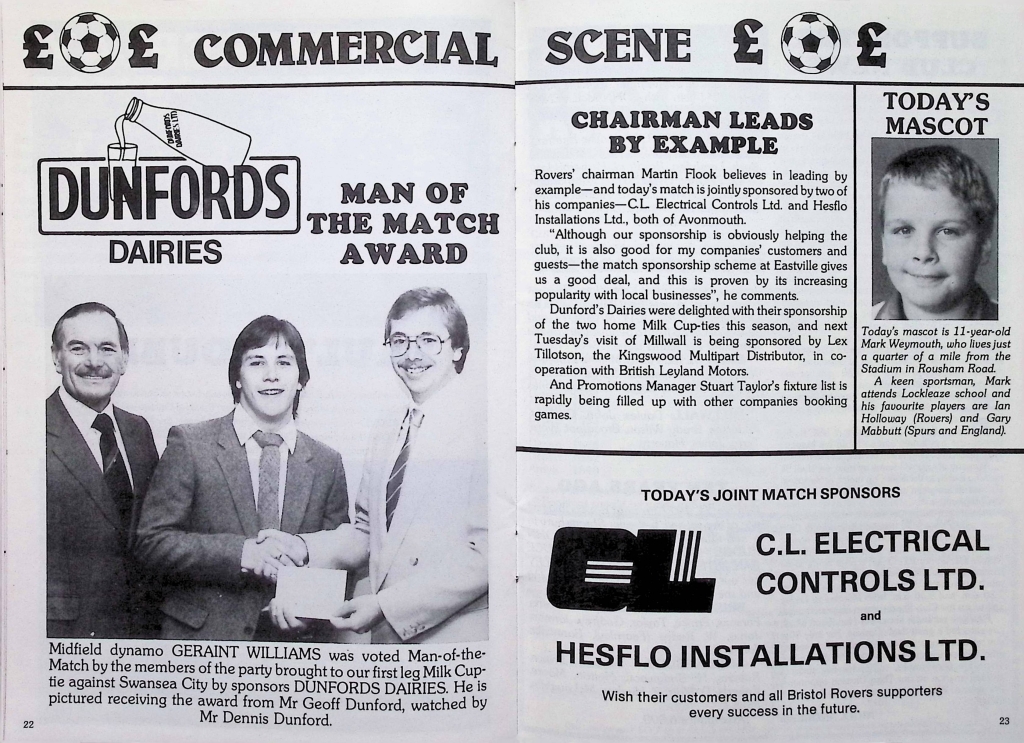 £ £ COMMERCIAL SCENE £ £
DUNFORDS DAIRIES LTD
DUNFORDS
DAIRIES
MAN OF
THE MATCH
AWARD
Midfield dynamo GERAINT WILLIAMS was voted Man-of-the-
Match by the members of the party brought to our first leg Milk Cup-
tie against Swansea City by sponsors DUNFORDS DAIRIES. He is
pictured receiving the award from Mr Geoff Dunford, watched by
Mr Dennis Dunford.
22
CHAIRMAN LEADS
BY EXAMPLE
Rovers' chairman Martin Flook believes in leading by
example—and today's match is jointly sponsored by two of
his companies—C.L. Electrical Controls Ltd. and Hesflo
Installations Ltd., both of Avonmouth.
"Although our sponsorship is obviously helping the
club, it is also good for my companies' customers and
guests—the match sponsorship scheme at Eastville gives
us a good deal, and this is proven by its increasing
popularity with local businesses", he comments.
Dunford's Dairies were delighted with their sponsorship
of the two home Milk Cup-ties this season, and next
Tuesday's visit of Millwall is being sponsored by Lex
Tillotson, the Kingswood Multipart Distributor, in co-
operation with British Leyland Motors.
And Promotions Manager Stuart Taylor's fixture list is
rapidly being filled up with other companies booking
games.
TODAY'S
MASCOT
Today's mascot is 11-year-old
Mark Weymouth, who lives just
a quarter of a mile from the
Stadium in Rousham Road.
A keen sportsman, Mark
attends Lockleaze school and
his favourite players are Ian
Holloway (Rovers) and Gary
Mabbutt (Spurs and England).
TODAY'S JOINT MATCH SPONSORS
CL
C.L. ELECTRICAL
CONTROLS LTD.
and
HESFLO INSTALLATIONS LTD.
Wish their customers and all Bristol Rovers supporters
every success in the future.
23